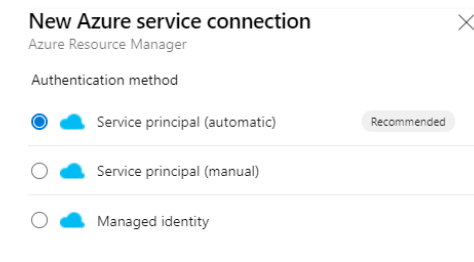 New Azure service connection
Azure Resource Manager
Authentication method
Service principal (automatic) Recommended
Service principal (manual)
Managed identity